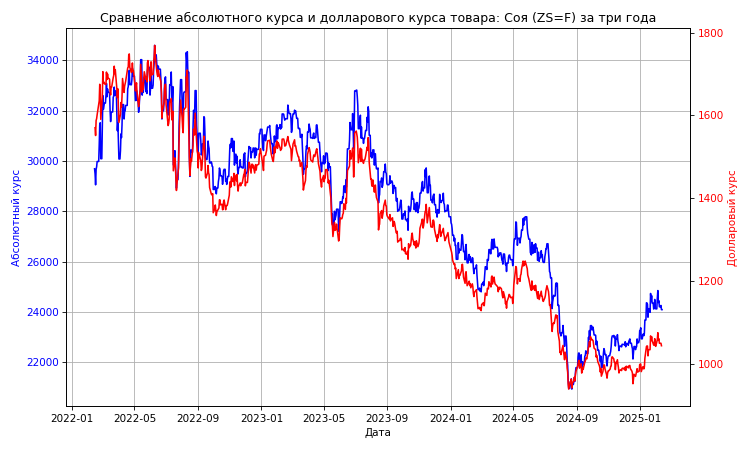 Сравнение абсолютного курса и долларового курса товара: Соя (ZS=F) за три года
Абсолютный курс
34000
32000
30000
28000
26000
24000
22000
1800
1600
1400
1200
1000
Долларовый курс
2022-01 2022-05 2022-09 2023-01 2023-05 2023-09 2024-01 2024-05 2024-09 2025-01
Дата